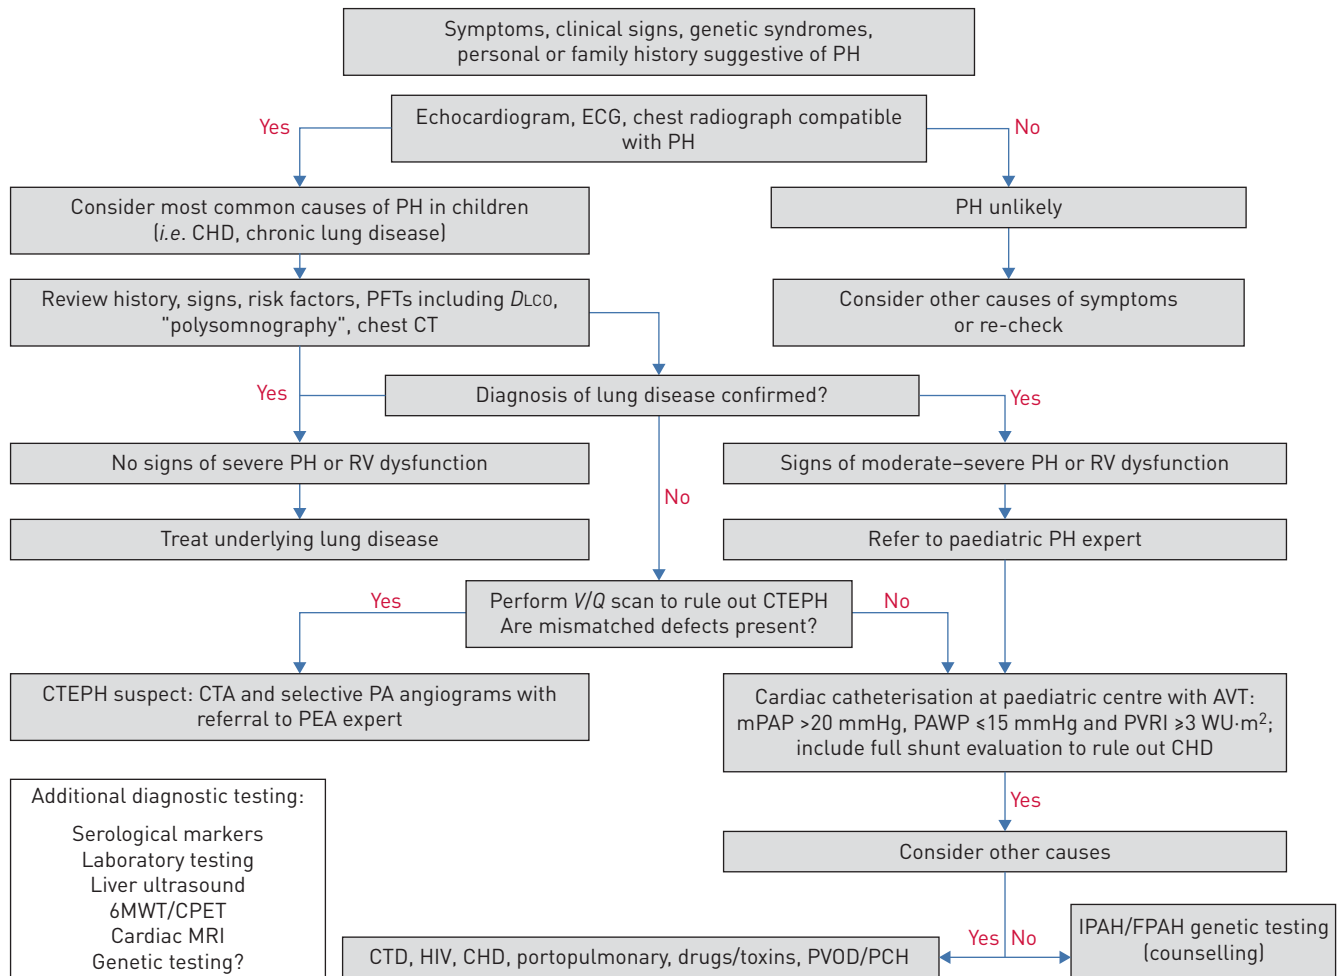 Symptoms, clinical signs, genetic syndromes,
personal or family history suggestive of PH
Echocardiogram, ECG, chest radiograph compatible
with PH
Yes
No
Consider most common causes of PH in children
(i.e. CHD, chronic lung disease)
PH unlikely
Review history, signs, risk factors, PFTs including DLCO,
"polysomnography", chest CT
Consider other causes of symptoms
or re-check
Diagnosis of lung disease confirmed?
Yes
Yes
No signs of severe PH or RV dysfunction
Signs of moderate–severe PH or RV dysfunction
No
Treat underlying lung disease
Refer to paediatric PH expert
Perform V/Q scan to rule out CTEPH
Are mismatched defects present?
Yes
No
CTEPH suspect: CTA and selective PA angiograms with
referral to PEA expert
Cardiac catheterisation at paediatric centre with AVT:
mPAP >20 mmHg, PAWP ≤15 mmHg and PVRI ≥3 WU·m²;
include full shunt evaluation to rule out CHD
Yes
Consider other causes
Yes
No
CTD, HIV, CHD, portopulmonary, drugs/toxins, PVOD/PCH
IPAH/FPAH genetic testing
(counselling)
Additional diagnostic testing:
Serological markers
Laboratory testing
Liver ultrasound
6MWT/CPET
Cardiac MRI
Genetic testing?